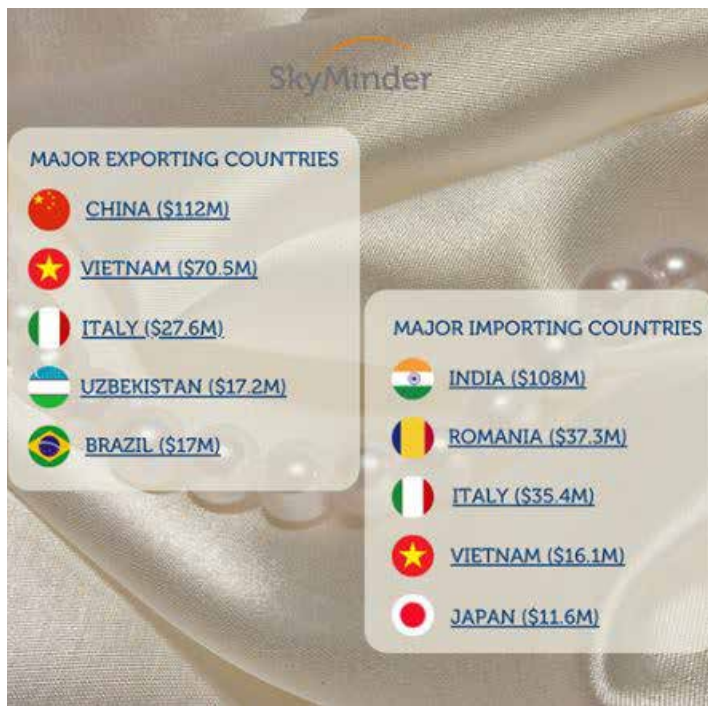 SkyMinder
MAJOR EXPORTING COUNTRIES
CHINA ($112M)
VIETNAM ($70.5M)
ITALY ($27.6M)
UZBEKISTAN ($17.2M)
BRAZIL ($17M)
MAJOR IMPORTING COUNTRIES
INDIA ($108M)
ROMANIA ($37.3M)
ITALY ($35.4M)
VIETNAM ($16.1M)
JAPAN ($11.6M)